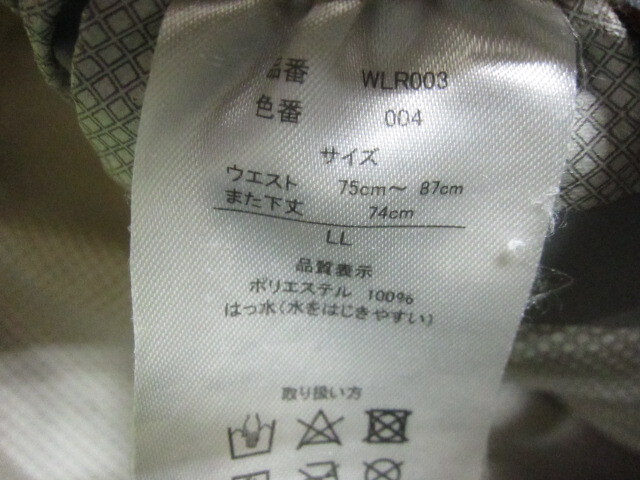 品番 WLR003
色番 004
サイズ
ウエスト 75cm〜 87cm
また下丈 74cm
LL
品質表示
ポリエステル 100%
はっ水(水をはじきやすい)
取り扱い方